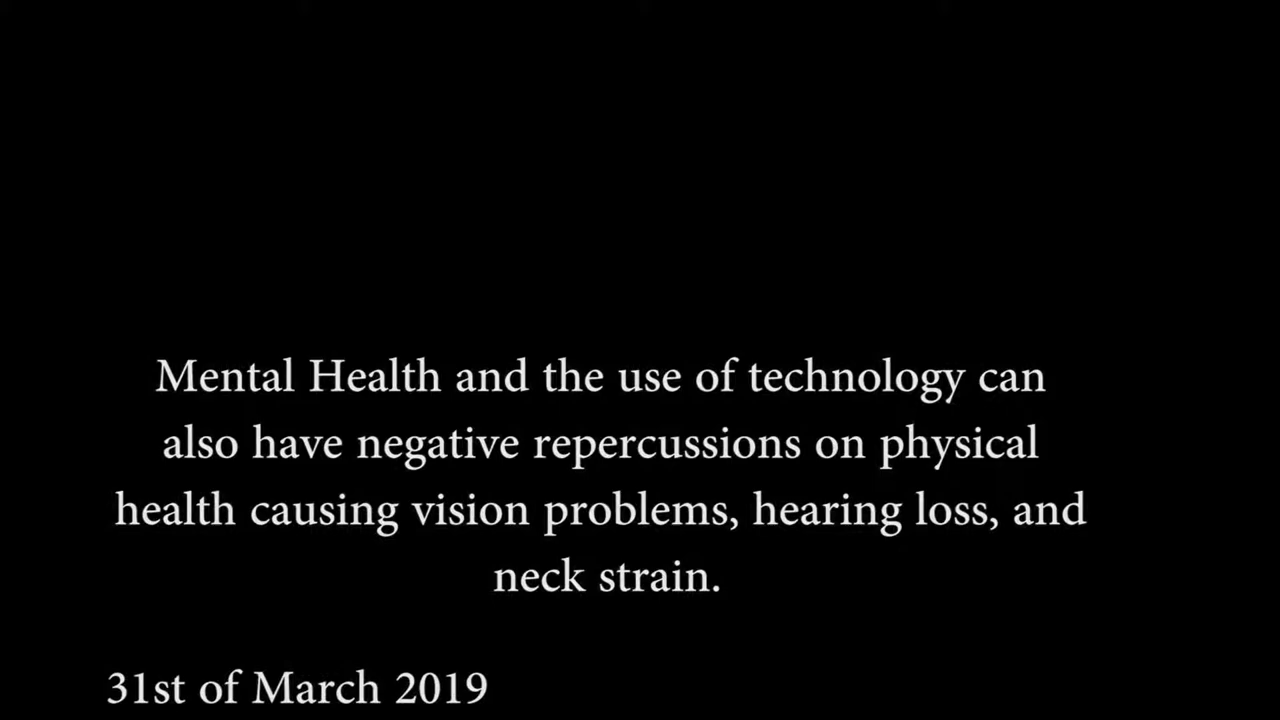 Mental Health and the use of technology can
also have negative repercussions on physical
health causing vision problems, hearing loss, and
neck strain.
31st of March 2019